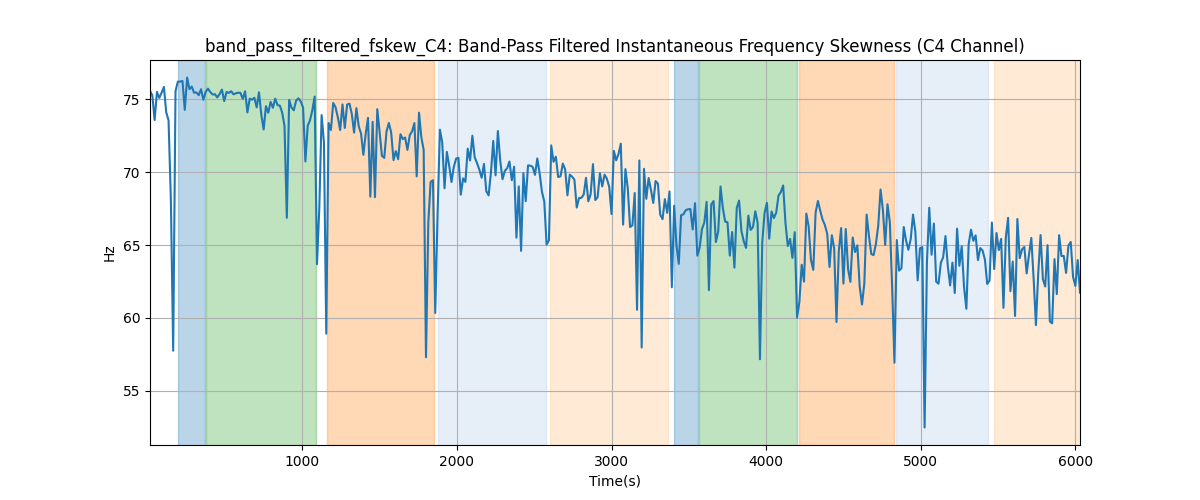 band_pass_filtered_fskew_C4: Band-Pass Filtered Instantaneous Frequency Skewness (C4 Channel)
75
70
65
60
55
Hz
1000 2000 3000 4000 5000 6000
Time(s)